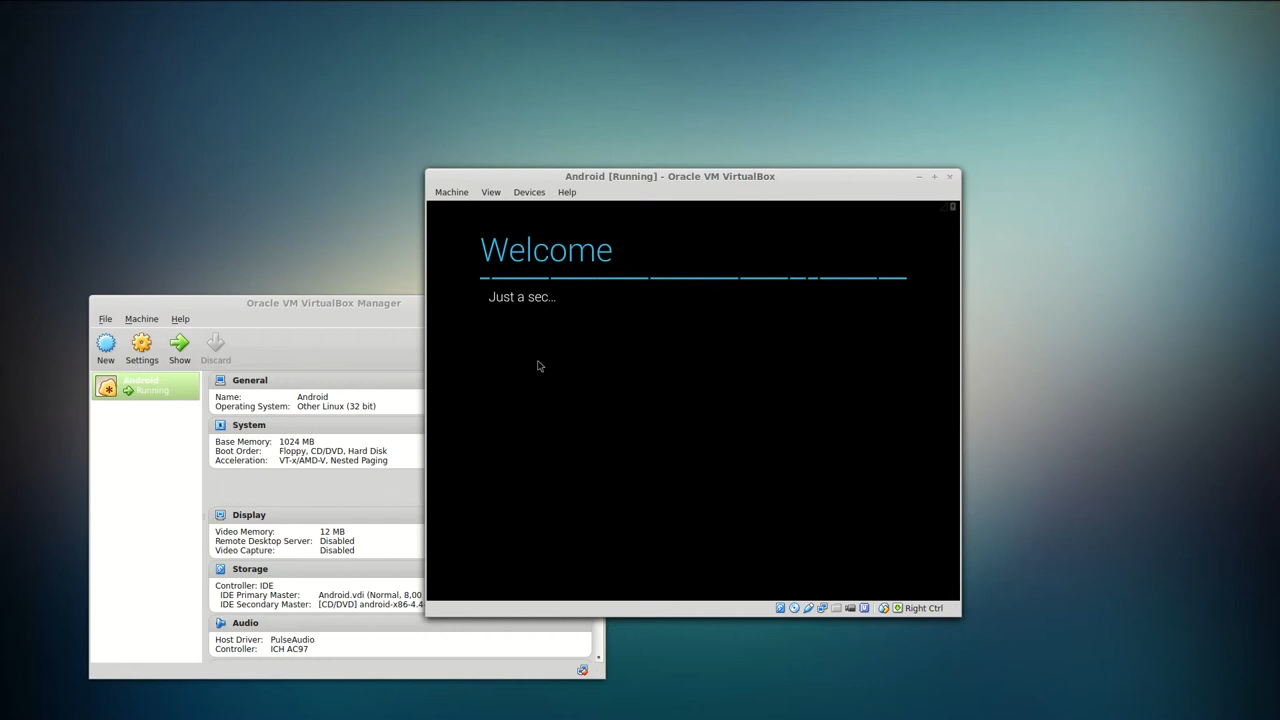 Android [Running] - Oracle VM VirtualBox
Machine View Devices Help
Welcome
Just a sec...
Right Ctrl
Oracle VM VirtualBox Manager
File Machine Help
New Settings Show Discard
Android
Running
General
Name: Android
Operating System: Other Linux (32 bit)
System
Base Memory: 1024 MB
Boot Order: Floppy, CD/DVD, Hard Disk
Acceleration: VT-x/AMD-V, Nested Paging
Display
Video Memory: 12 MB
Remote Desktop Server: Disabled
Video Capture: Disabled
Storage
Controller: IDE
IDE Primary Master: Android.vdi (Normal, 8,00
IDE Secondary Master: [CD/DVD] android-x86-4.4
Audio
Host Driver: PulseAudio
Controller: ICH AC97